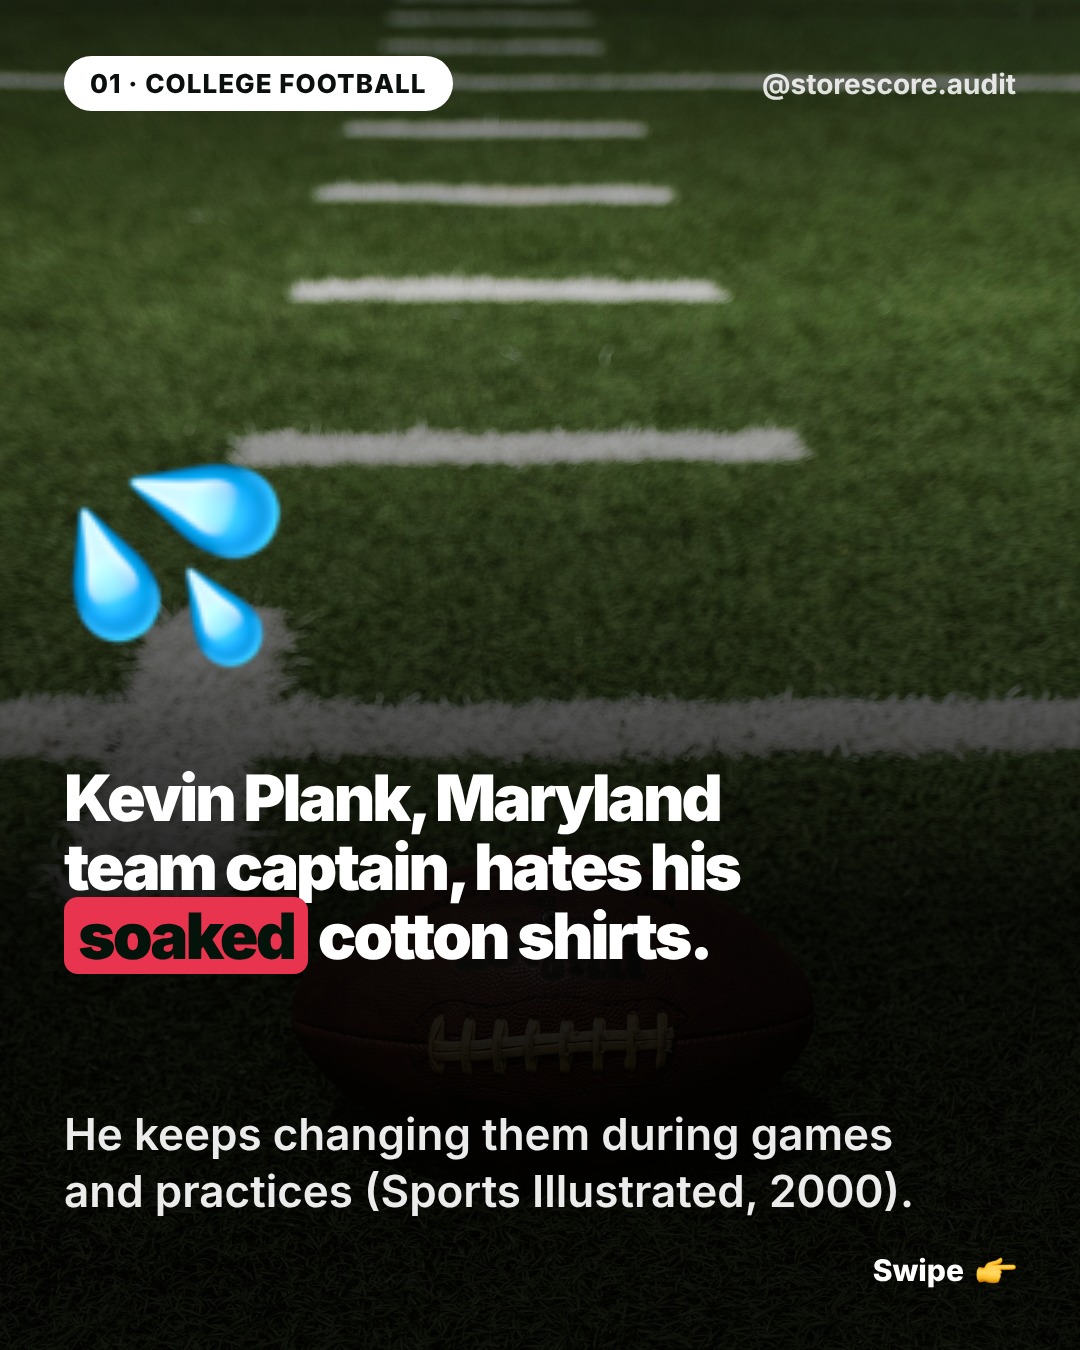 01 · COLLEGE FOOTBALL
@storescore.audit
Kevin Plank, Maryland
team captain, hates his
soaked cotton shirts.
He keeps changing them during games
and practices (Sports Illustrated, 2000).
Swipe 👉